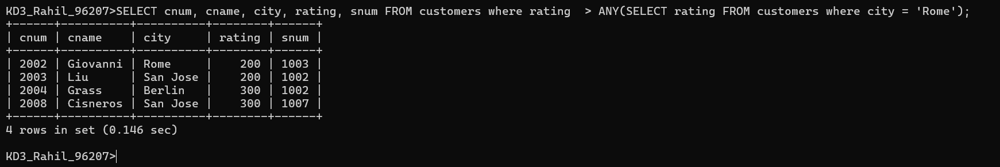 KD3_Rahil_96207>SELECT cnum, cname, city, rating, snum FROM customers where rating  > ANY(SELECT rating FROM customers where city = 'Rome');
+------+----------+----------+--------+------+
| cnum | cname    | city     | rating | snum |
+------+----------+----------+--------+------+
| 2002 | Giovanni | Rome     |    200 | 1003 |
| 2003 | Liu      | San Jose |    200 | 1002 |
| 2004 | Grass    | Berlin   |    300 | 1002 |
| 2008 | Cisneros | San Jose |    300 | 1007 |
+------+----------+----------+--------+------+
4 rows in set (0.146 sec)
KD3_Rahil_96207>